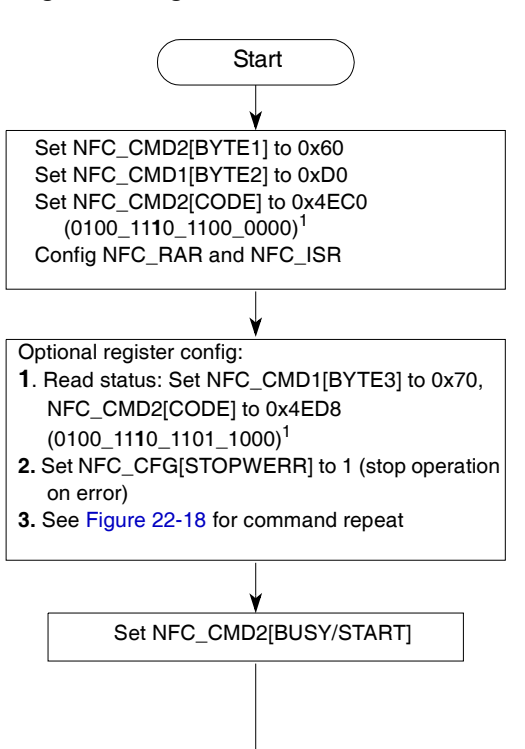 Start
Set NFC_CMD2[BYTE1] to 0x60
Set NFC_CMD1[BYTE2] to 0xD0
Set NFC_CMD2[CODE] to 0x4EC0
(0100_1110_1100_0000)1
Config NFC_RAR and NFC_ISR
Optional register config:
1. Read status: Set NFC_CMD1[BYTE3] to 0x70,
NFC_CMD2[CODE] to 0x4ED8
(0100_1110_1101_1000)1
2. Set NFC_CFG[STOPWERR] to 1 (stop operation
on error)
3. See Figure 22-18 for command repeat
Set NFC_CMD2[BUSY/START]